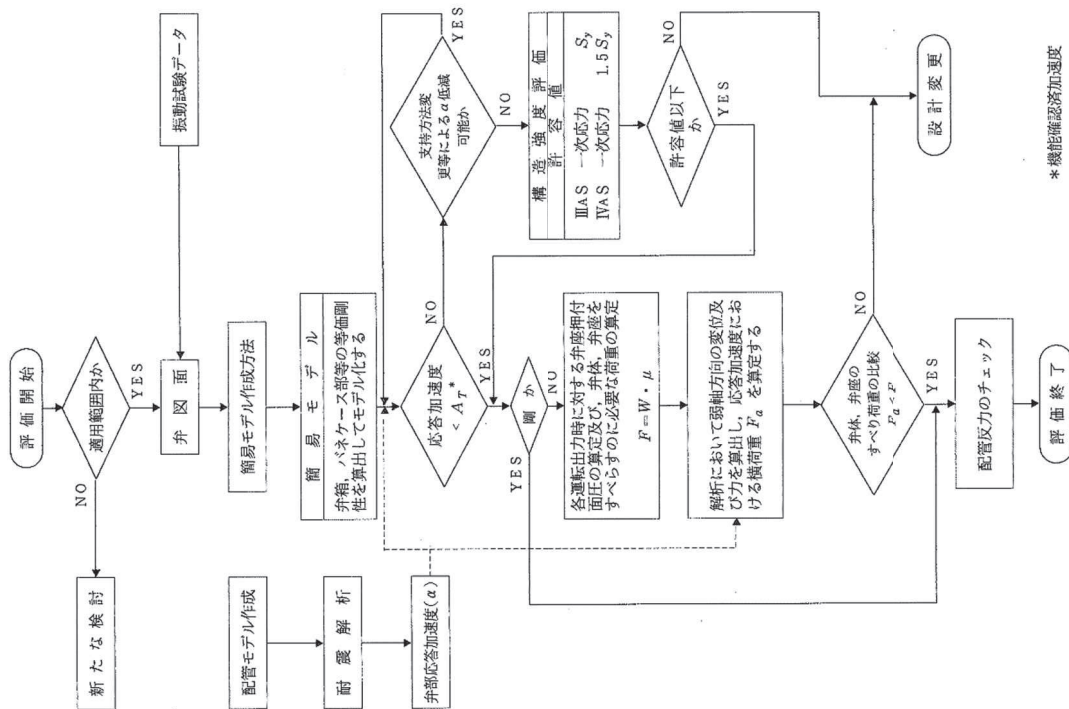 評価開始
適用範囲内か
NO
YES
新たな検討
振動試験データ
弁図面
簡易モデル作成方法
簡易モデル
弁箱，バネケース部等の等価剛
性を算出してモデル化する
配管モデル作成
耐震解析
弁部応答加速度(α)
応答加速度
< A_T*
NO
YES
支持方法変
更等によるα低減
可能か
YES
NO
構造強度評価
許容値
ⅢAS 一次応力 S_y
ⅣAS 一次応力 1.5 S_y
許容値以下
か
NO
YES
剛か
YES
NO
各運転出力時に対する弁座押付
面圧の算定及び，弁体，弁座を
すべらすのに必要な荷重の算定
F=W・μ
解析において弱軸方向の変位及
び力を算出し，応答加速度にお
ける横荷重 F_a を算定する
弁体，弁座の
すべり荷重の比較
F_a<F
NO
YES
設計変更
配管反力のチェック
評価終了
*機能確認済加速度